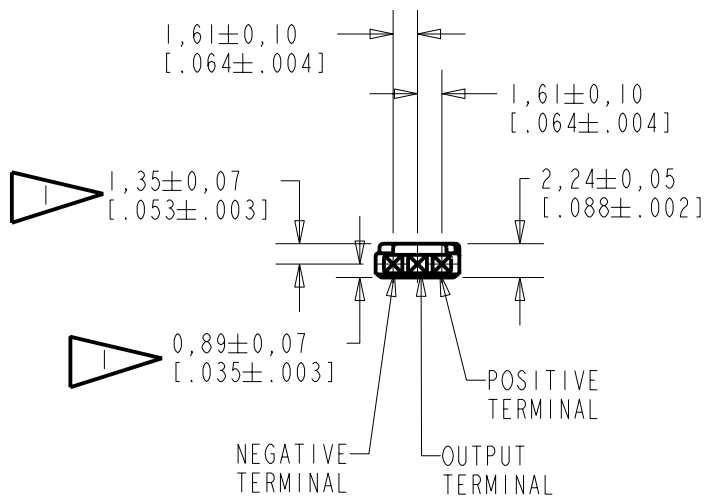 1,61±0,10
[.064±.004]
1,61±0,10
[.064±.004]
1,35±0,07
[.053±.003]
2,24±0,05
[.088±.002]
1
0,89±0,07
[.035±.003]
1
POSITIVE
TERMINAL
NEGATIVE
TERMINAL
OUTPUT
TERMINAL